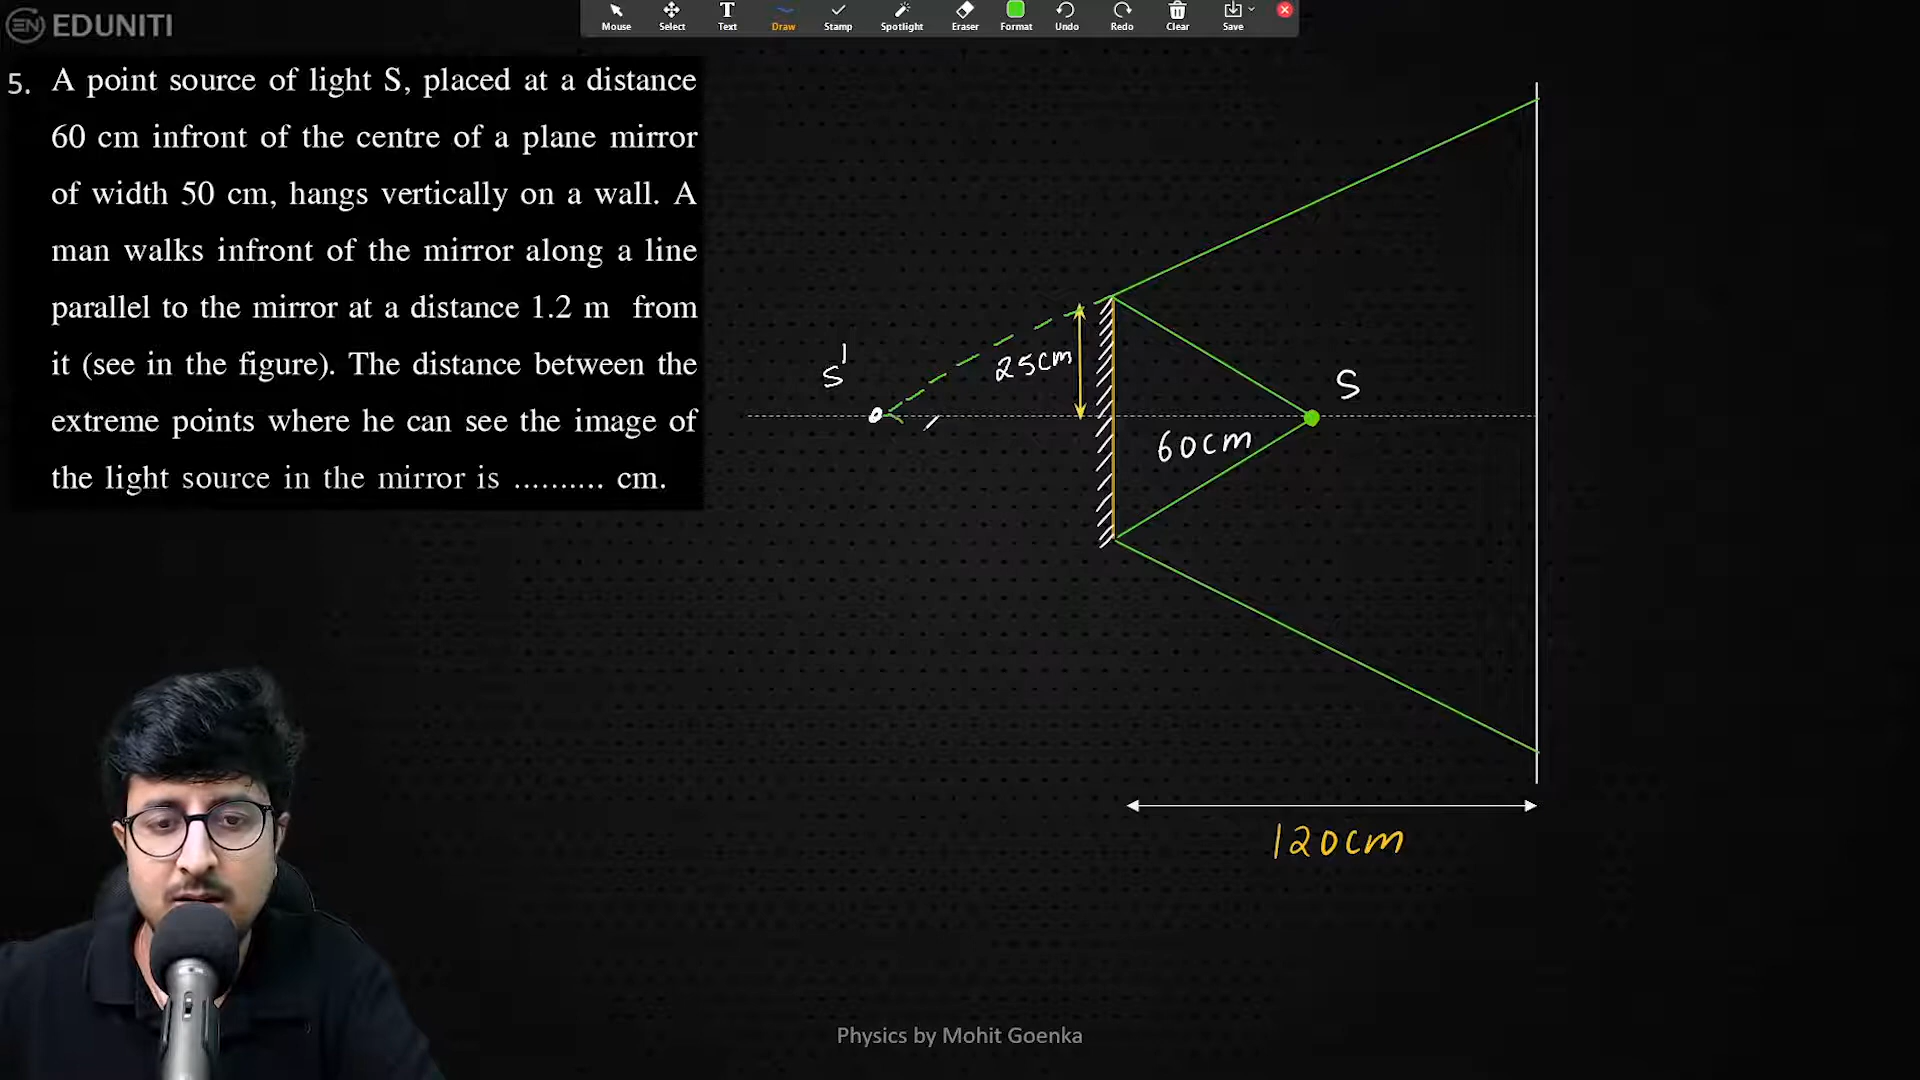 EN EDUNITI
Mouse Select Text Draw Stamp Spotlight Eraser Format Undo Redo Clear Save
5. A point source of light S, placed at a distance
60 cm infront of the centre of a plane mirror
of width 50 cm, hangs vertically on a wall. A
man walks infront of the mirror along a line
parallel to the mirror at a distance 1.2 m from
it (see in the figure). The distance between the
extreme points where he can see the image of
the light source in the mirror is .......... cm.
S'
25cm
S
60cm
120cm
Physics by Mohit Goenka